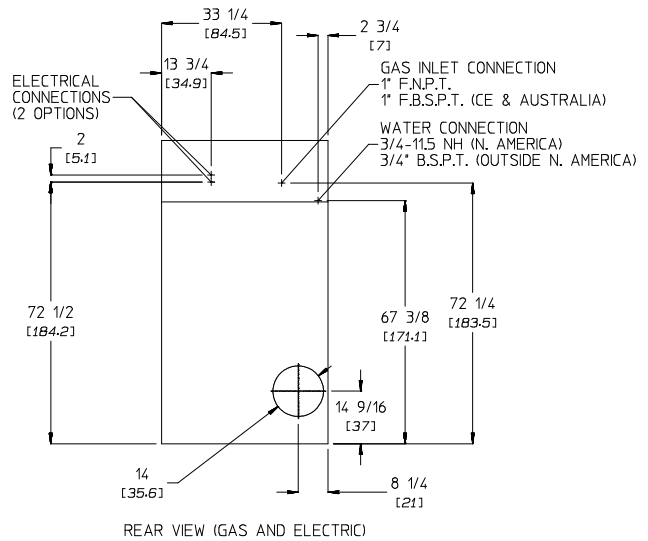 33 1/4
[84.5]
2 3/4
[7]
13 3/4
[34.9]
ELECTRICAL
CONNECTIONS
(2 OPTIONS)
GAS INLET CONNECTION
1" F.N.P.T.
1" F.B.S.P.T. (CE & AUSTRALIA)
WATER CONNECTION
3/4-11.5 NH (N. AMERICA)
3/4" B.S.P.T. (OUTSIDE N. AMERICA)
2
[5.1]
72 1/2
[184.2]
67 3/8
[171.1]
72 1/4
[183.5]
14 9/16
[37]
14
[35.6]
8 1/4
[21]
REAR VIEW (GAS AND ELECTRIC)